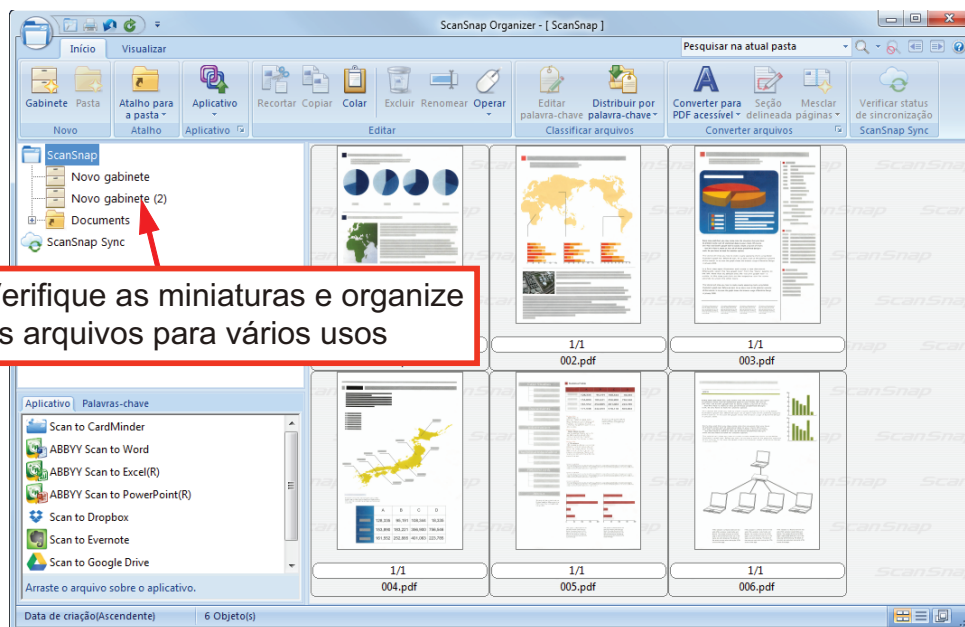 ScanSnap Organizer - [ ScanSnap ]
Início Visualizar
Pesquisar na atual pasta
Gabinete Pasta
Atalho para
a pasta
Aplicativo
Recortar Copiar Colar
Excluir Renomear Operar
Editar
palavra-chave
Distribuir por
palavra-chave
Converter para
PDF acessível
Seção
delineada
Mesclar
páginas
Verificar status
de sincronização
Novo Atalho Aplicativo Editar Classificar arquivos Converter arquivos ScanSnap Sync
ScanSnap
Novo gabinete
Novo gabinete (2)
Documents
ScanSnap Sync
erifique as miniaturas e organize
s arquivos para vários usos
1/1
002.pdf
1/1
003.pdf
Aplicativo Palavras-chave
Scan to CardMinder
ABBYY Scan to Word
ABBYY Scan to Excel(R)
ABBYY Scan to PowerPoint(R)
Scan to Dropbox
Scan to Evernote
Scan to Google Drive
Arraste o arquivo sobre o aplicativo.
1/1
004.pdf
1/1
005.pdf
1/1
006.pdf
Data de criação(Ascendente) 6 Objeto(s)